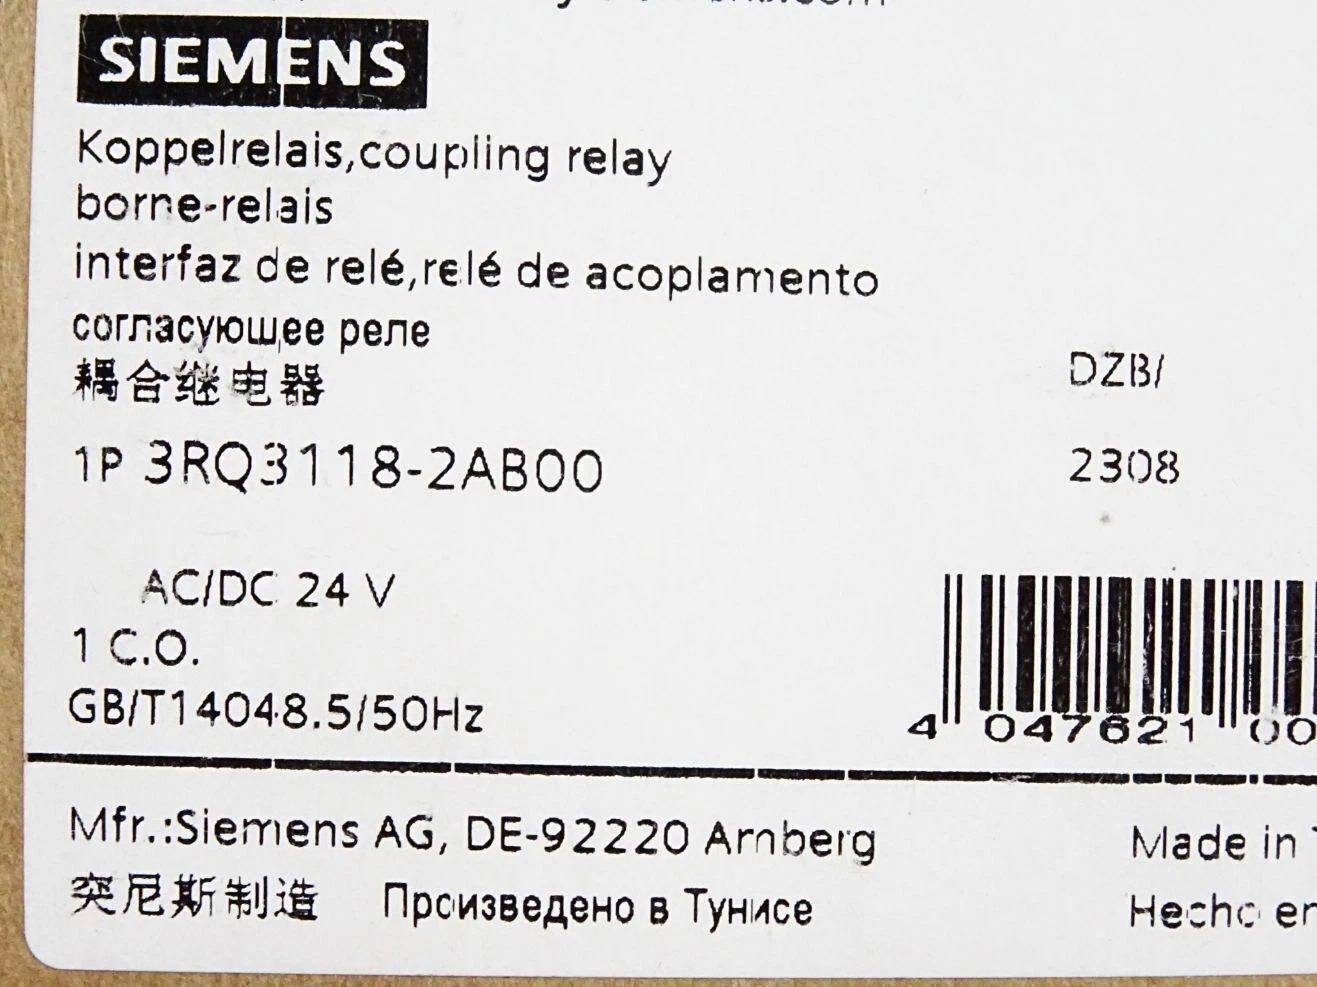 SIEMENS
Koppelrelais,coupling relay
borne-relais
interfaz de relé,relé de acoplamento
согласующее реле
耦合继电器
DZB/
1P 3RQ3118-2AB00
2308
AC/DC 24 V
1 C.O.
GB/T14048.5/50Hz
4 047621 00
Mfr.:Siemens AG, DE-92220 Amberg
Made in
突尼斯制造 Произведено в Тунисе
Hecho en